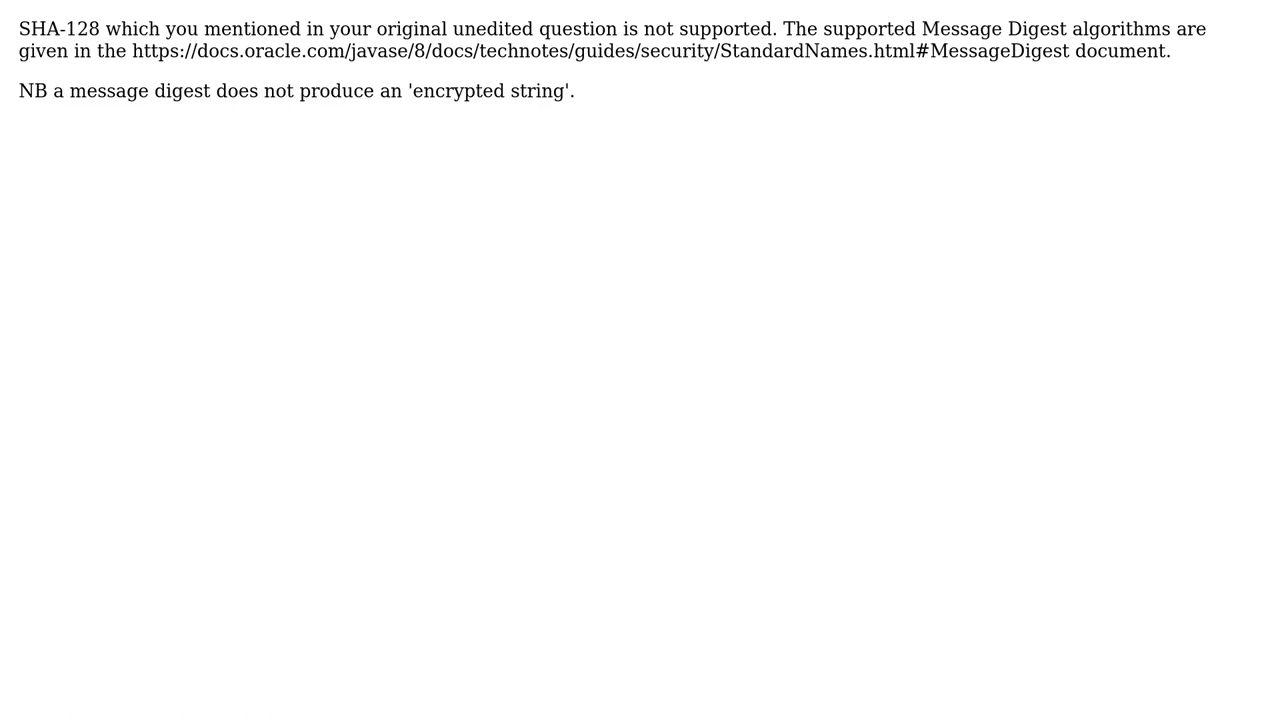 SHA-128 which you mentioned in your original unedited question is not supported. The supported Message Digest algorithms are
given in the https://docs.oracle.com/javase/8/docs/technotes/guides/security/StandardNames.html#MessageDigest document.
NB a message digest does not produce an 'encrypted string'.